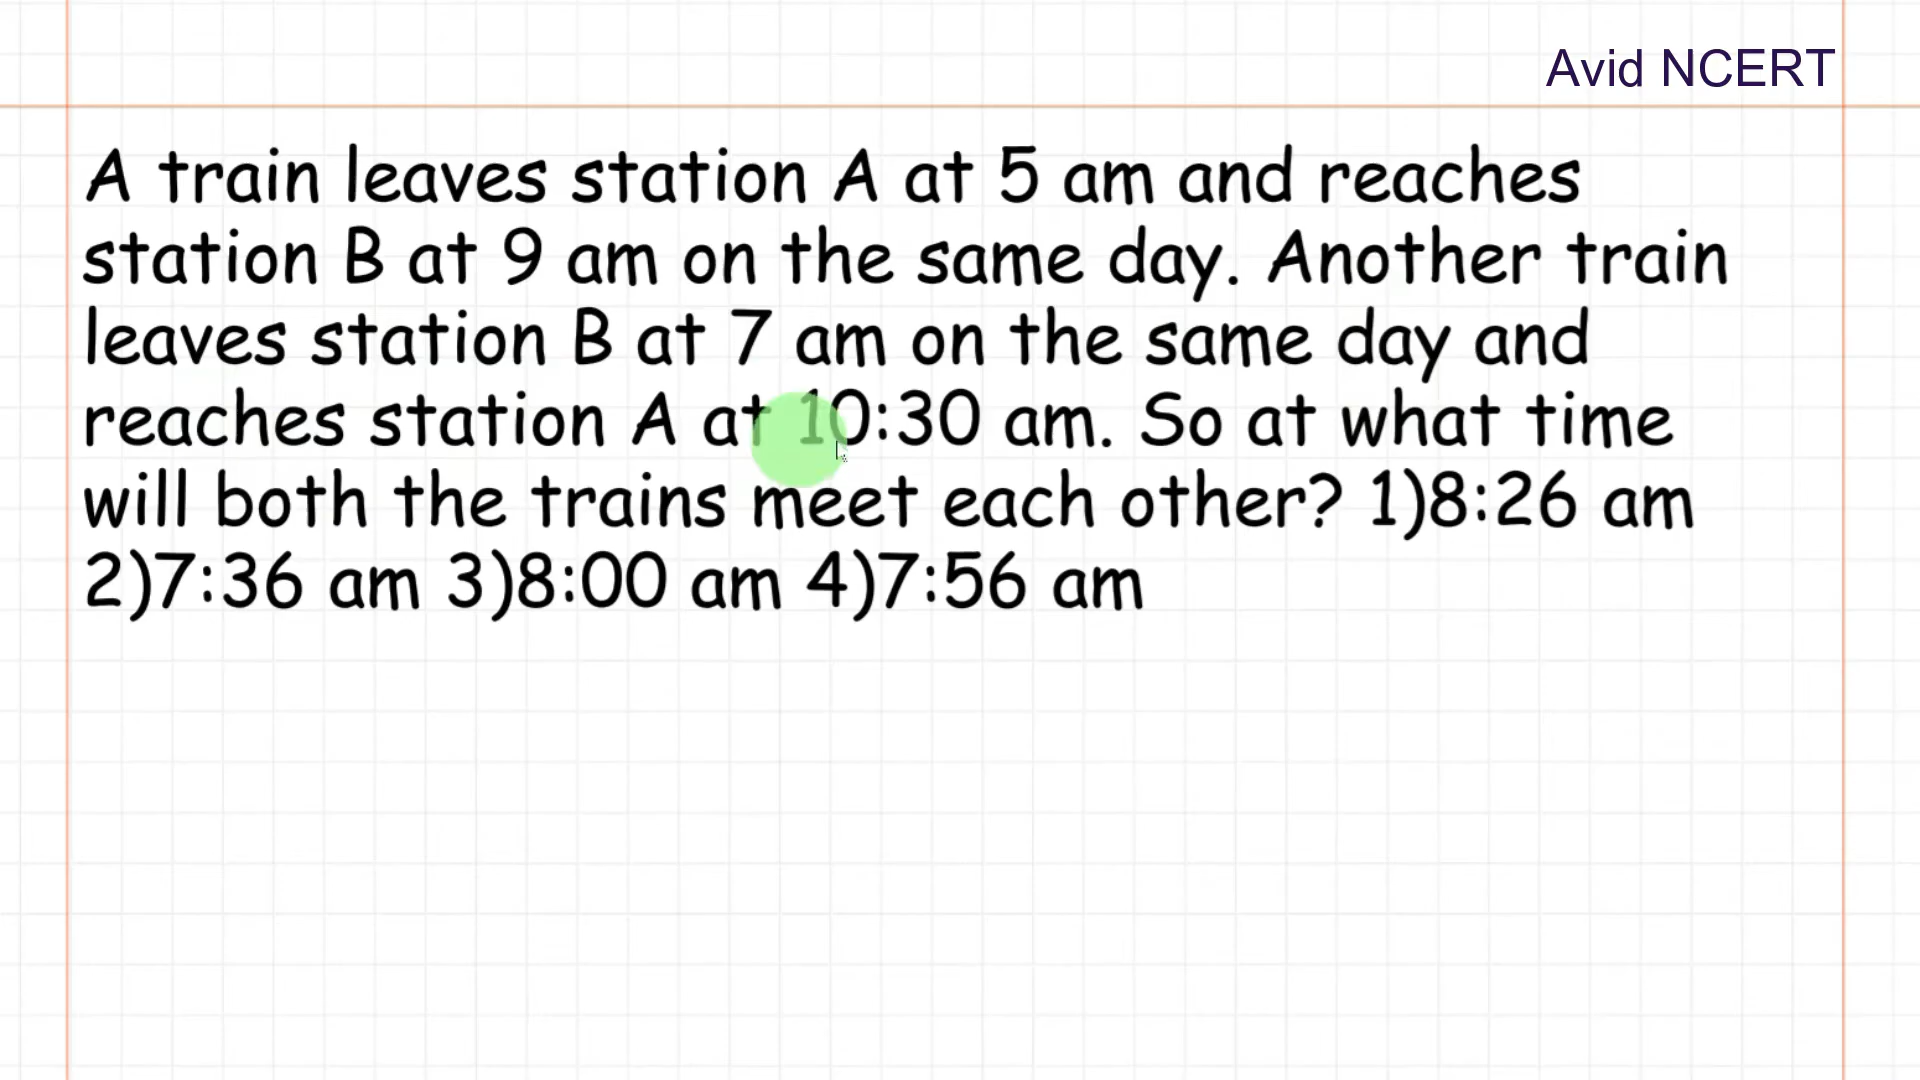 Avid NCERT
A train leaves station A at 5 am and reaches
station B at 9 am on the same day. Another train
leaves station B at 7 am on the same day and
reaches station A at 10:30 am. So at what time
will both the trains meet each other? 1)8:26 am
2)7:36 am 3)8:00 am 4)7:56 am